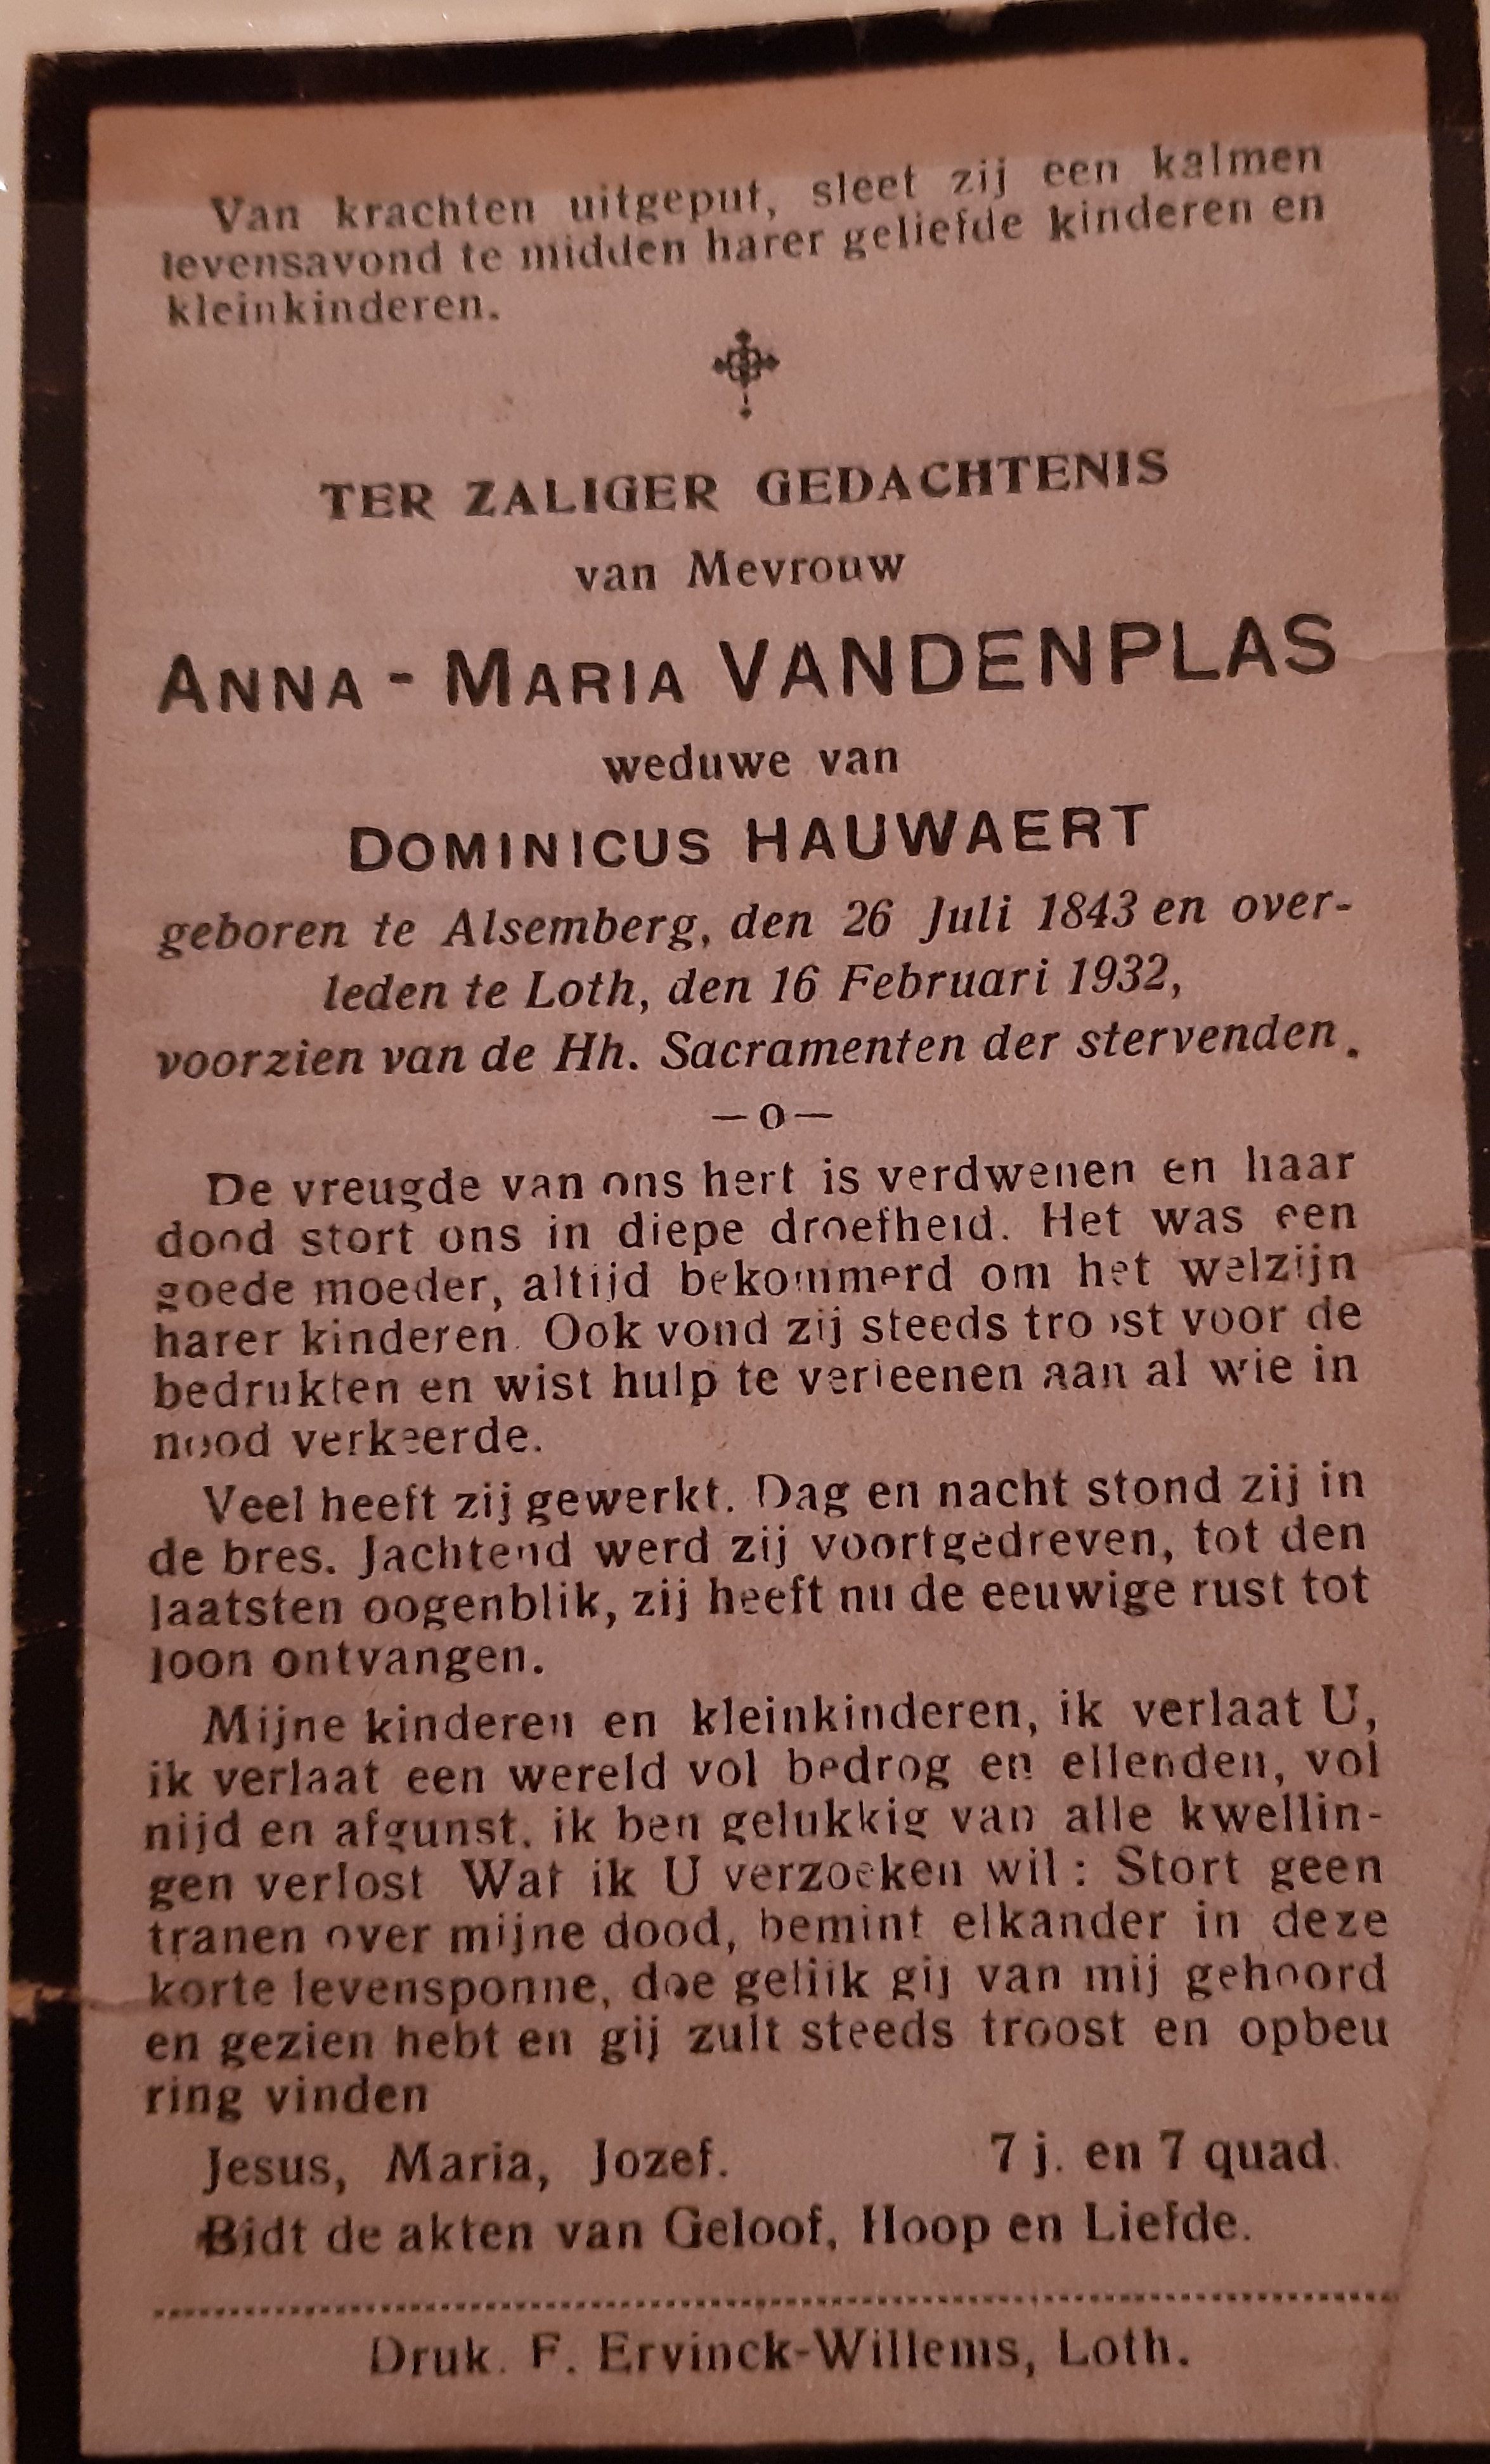 Van krachten uitgeput, sleet zij een kalmen
levensavond te midden harer geliefde kinderen en
kleinkinderen.
TER ZALIGER GEDACHTENIS
van Mevrouw
ANNA - MARIA VANDENPLAS
weduwe van
DOMINICUS HAUWAERT
geboren te Alsemberg, den 26 Juli 1843 en over-
leden te Loth, den 16 Februari 1932,
voorzien van de Hh. Sacramenten der stervenden.
—o—
De vreugde van ons hert is verdwenen en haar
dood stort ons in diepe droefheid. Het was een
goede moeder, altijd bekommerd om het welzijn
harer kinderen. Ook vond zij steeds troost voor de
bedrukten en wist hulp te verleenen aan al wie in
nood verkeerde.
Veel heeft zij gewerkt. Dag en nacht stond zij in
de bres. Jachtend werd zij voortgedreven, tot den
laatsten oogenblik, zij heeft nu de eeuwige rust tot
loon ontvangen.
Mijne kinderen en kleinkinderen, ik verlaat U,
ik verlaat een wereld vol bedrog en ellenden, vol
nijd en afgunst, ik ben gelukkig van alle kwellin-
gen verlost Wat ik U verzoeken wil : Stort geen
tranen over mijne dood, bemint elkander in deze
korte levensponne, doe gelijk gij van mij gehoord
en gezien hebt en gij zult steeds troost en opbeu
ring vinden
Jesus, Maria, Jozef. 7 j. en 7 quad.
Bidt de akten van Geloof, Hoop en Liefde.
Druk. F. Ervinck-Willems, Loth.